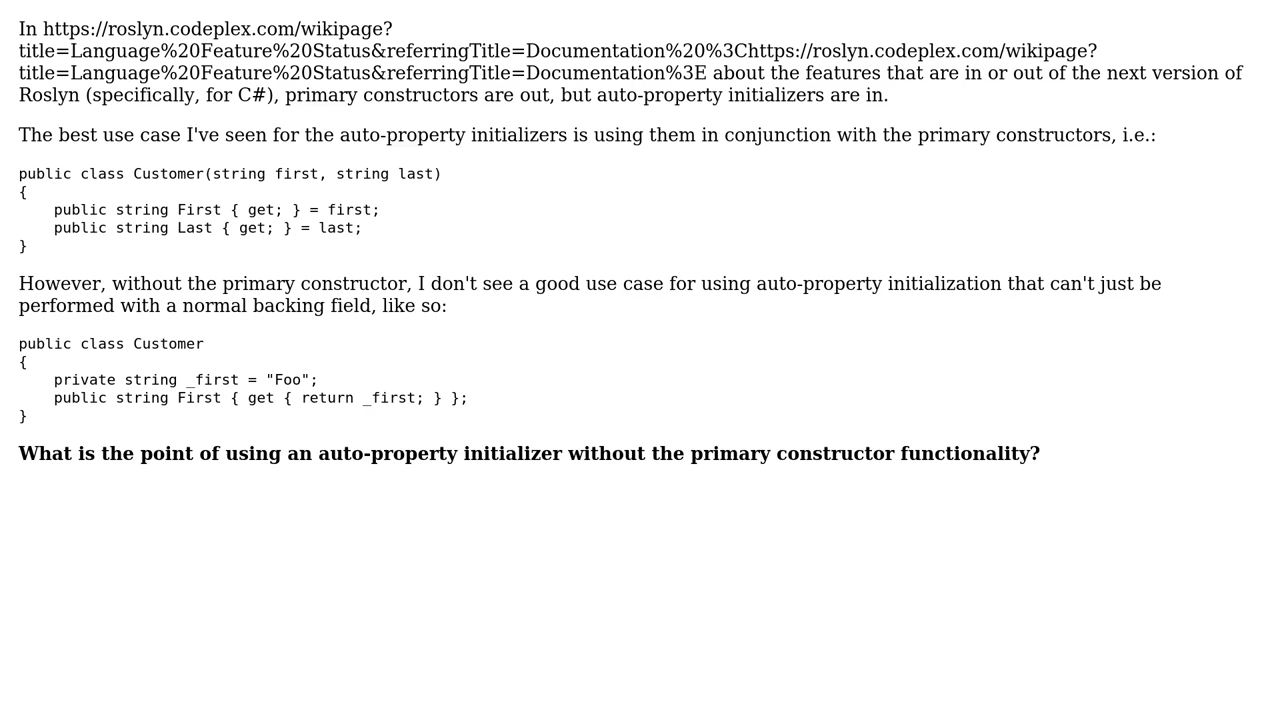 In https://roslyn.codeplex.com/wikipage?
title=Language%20Feature%20Status&referringTitle=Documentation%20%3Chttps://roslyn.codeplex.com/wikipage?
title=Language%20Feature%20Status&referringTitle=Documentation%3E about the features that are in or out of the next version of
Roslyn (specifically, for C#), primary constructors are out, but auto-property initializers are in.
The best use case I've seen for the auto-property initializers is using them in conjunction with the primary constructors, i.e.:
public class Customer(string first, string last)
{
    public string First { get; } = first;
    public string Last { get; } = last;
}
However, without the primary constructor, I don't see a good use case for using auto-property initialization that can't just be
performed with a normal backing field, like so:
public class Customer
{
    private string _first = "Foo";
    public string First { get { return _first; } };
}
What is the point of using an auto-property initializer without the primary constructor functionality?